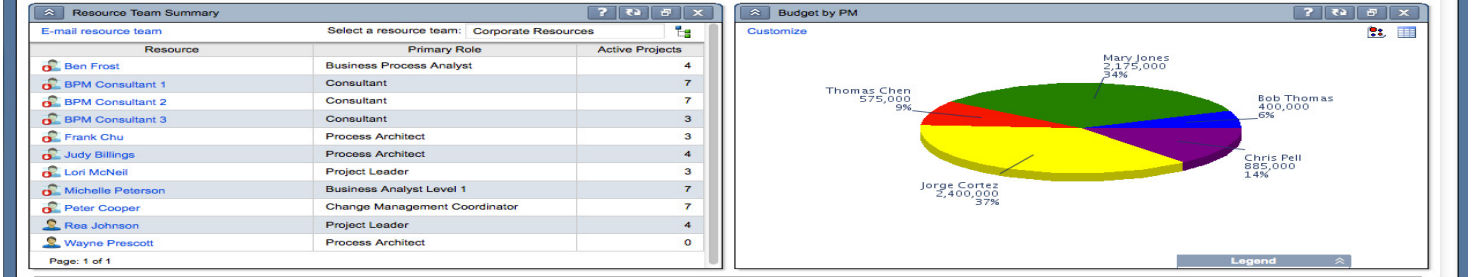 Resource Team Summary
E-mail resource team Select a resource team: Corporate Resources
Resource Primary Role Active Projects
Ben Frost Business Process Analyst 4
BPM Consultant 1 Consultant 7
BPM Consultant 2 Consultant 7
BPM Consultant 3 Consultant 3
Frank Chu Process Architect 3
Judy Billings Process Architect 4
Lori McNeil Project Leader 3
Michelle Peterson Business Analyst Level 1 7
Peter Cooper Change Management Coordinator 7
Rea Johnson Project Leader 4
Wayne Prescott Process Architect 0
Page: 1 of 1
Budget by PM
Customize
Mary Jones
2,175,000
34%
Thomas Chen
575,000
9%
Bob Thomas
400,000
6%
Chris Pell
885,000
14%
Jorge Cortez
2,400,000
37%
Legend